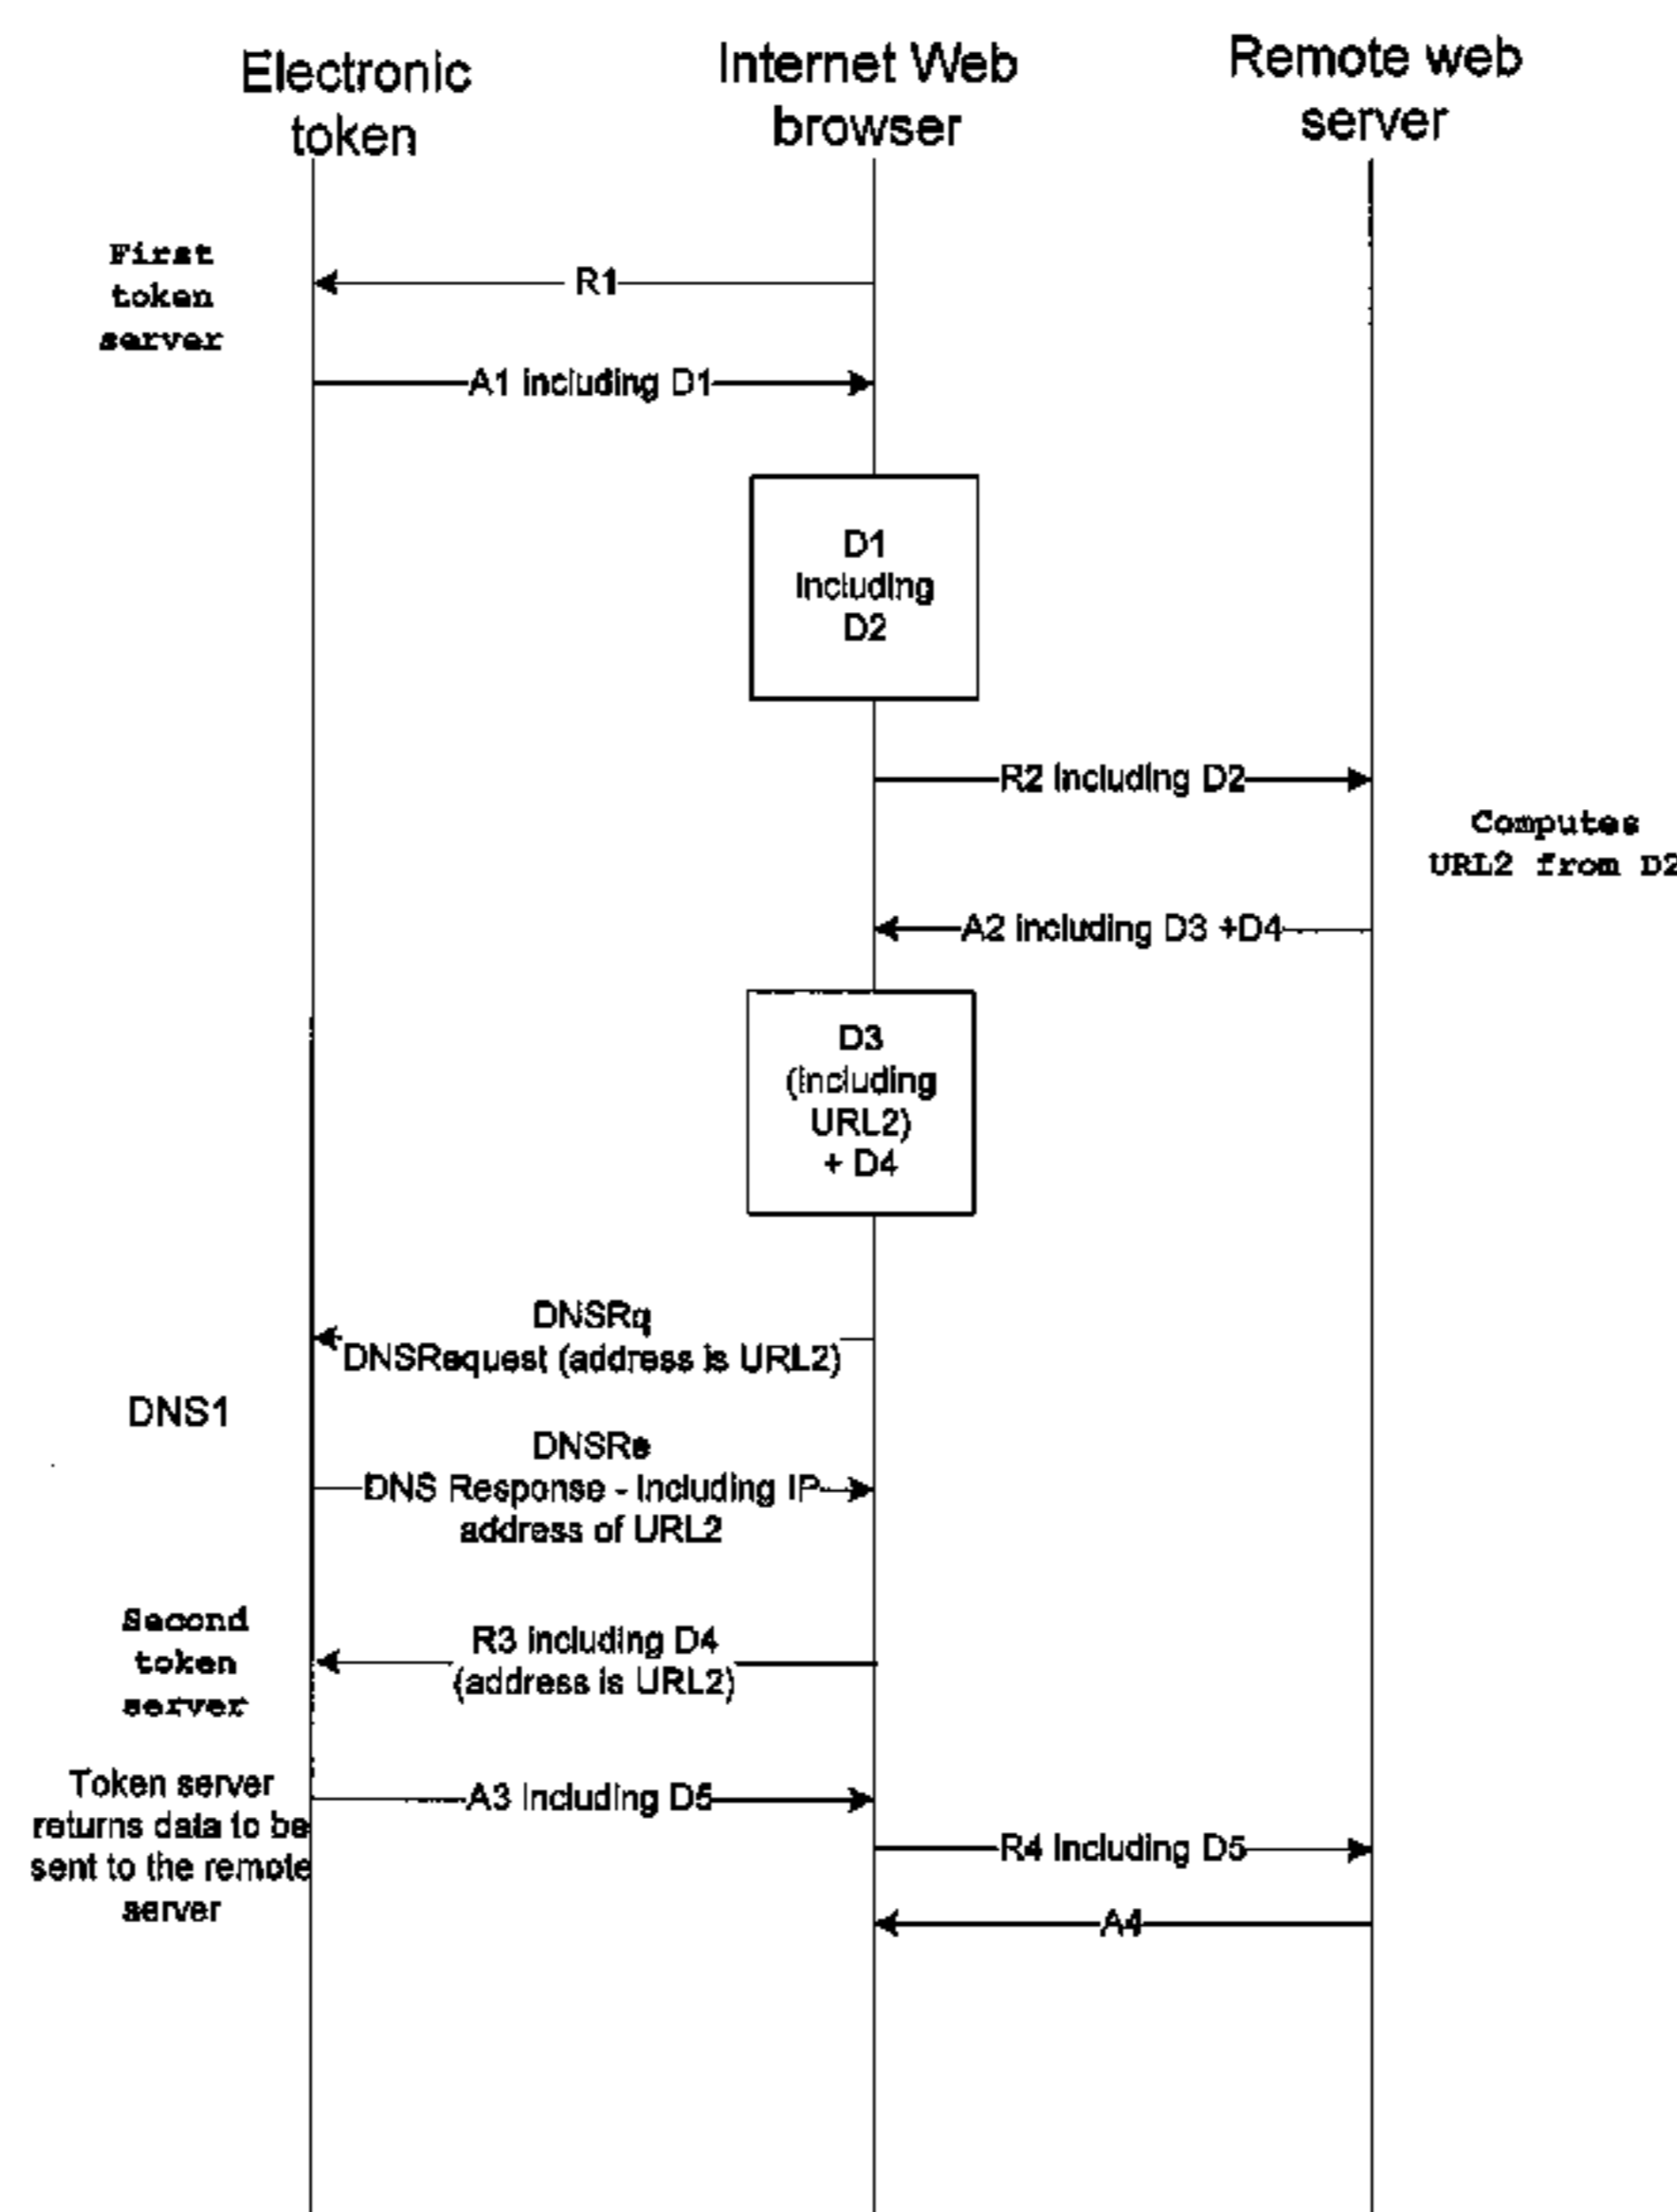 Electronic
token
Internet Web
browser
Remote web
server
First
token
server
R1
A1 including D1
D1
Including
D2
R2 Including D2
Computes
URL2 from D2
A2 including D3 +D4
D3
(Including
URL2)
+ D4
DNSRq
DNSRequest (address is URL2)
DNS1
DNSRe
DNS Response - Including IP
address of URL2
Second
token
server
R3 including D4
(address is URL2)
Token server
returns data to be
sent to the remote
server
A3 Including D5
R4 Including D5
A4